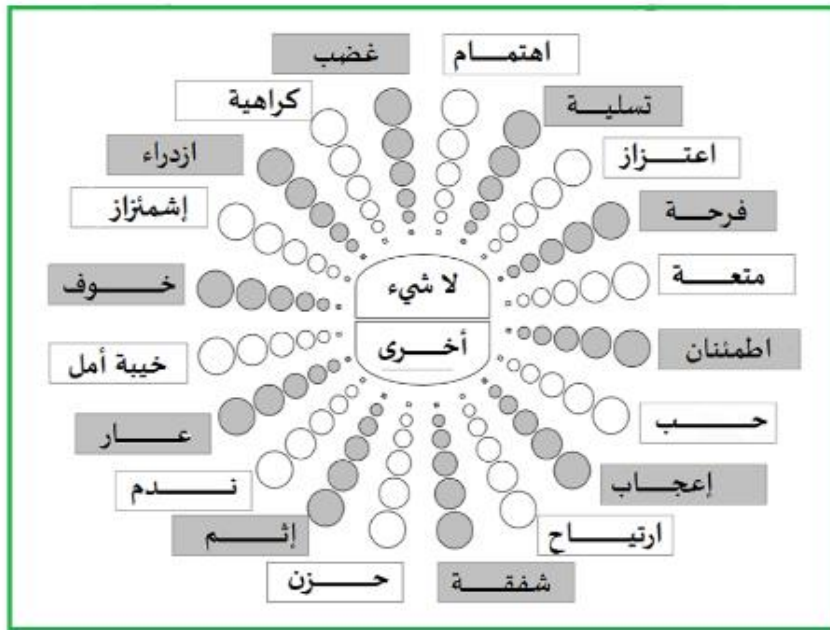 اهتمام
تسلية
اعتزاز
فرحة
متعة
اطمئنان
حب
إعجاب
ارتياح
شفقة
حزن
إثم
ندم
عار
خيبة أمل
خوف
إشمئزاز
ازدراء
كراهية
غضب
لا شيء
أخرى